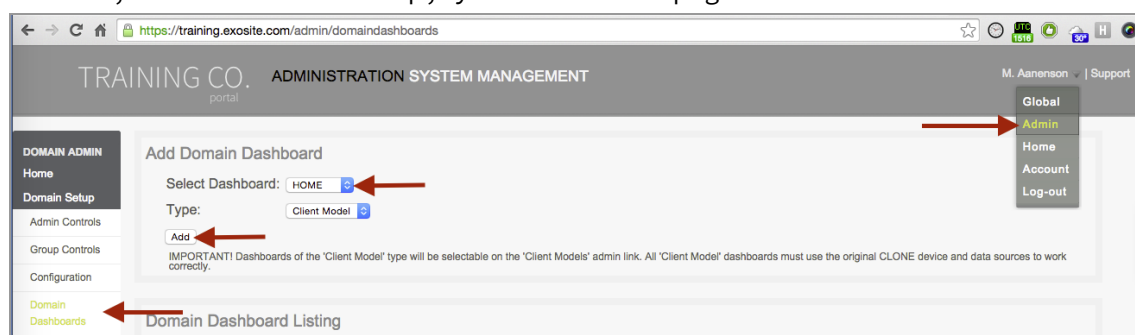 https://training.exosite.com/admin/domaindashboards
UTC
1516
30°
H
TRAINING CO.
portal
ADMINISTRATION SYSTEM MANAGEMENT
M. Aanenson | Support
Global
Admin
Home
Account
Log-out
DOMAIN ADMIN
Home
Domain Setup
Admin Controls
Group Controls
Configuration
Domain
Dashboards
Add Domain Dashboard
Select Dashboard: HOME
Type: Client Model
Add
IMPORTANT! Dashboards of the 'Client Model' type will be selectable on the 'Client Models' admin link. All 'Client Model' dashboards must use the original CLONE device and data sources to work
correctly.
Domain Dashboard Listing